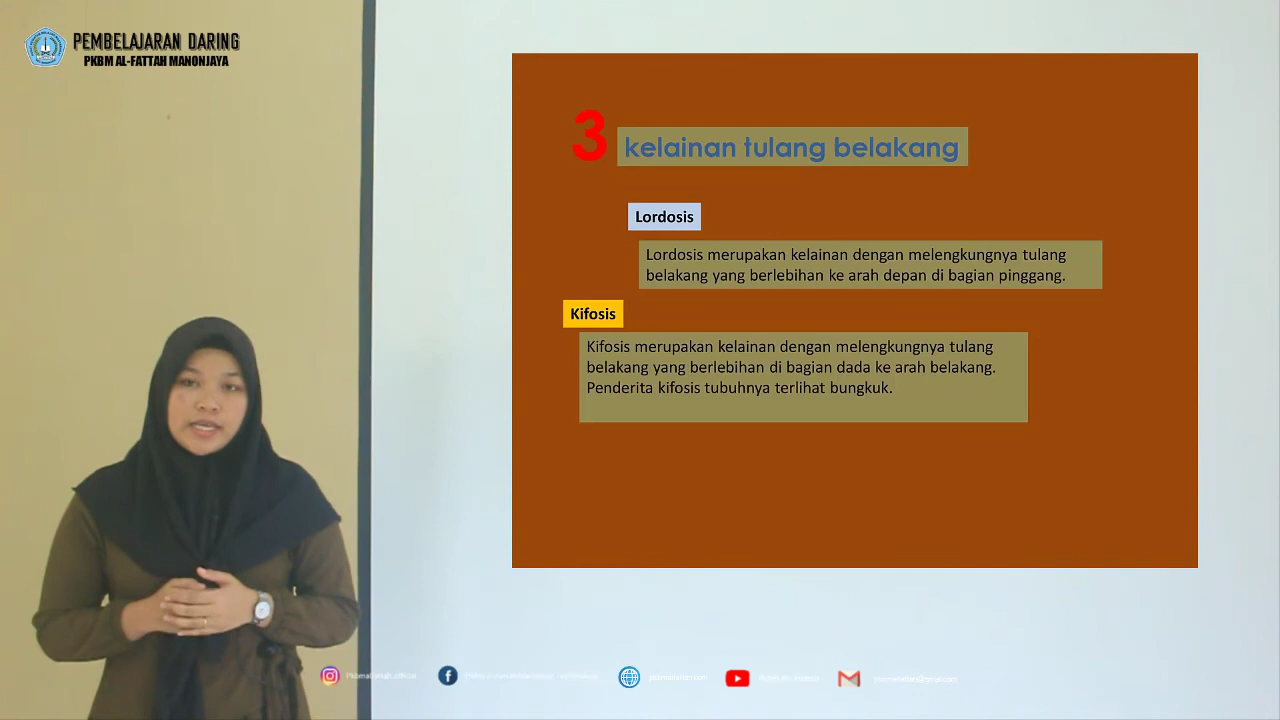 PEMBELAJARAN DARING
PKBM AL-FATTAH MANONJAYA
3 kelainan tulang belakang
Lordosis
Lordosis merupakan kelainan dengan melengkungnya tulang
belakang yang berlebihan ke arah depan di bagian pinggang.
Kifosis
Kifosis merupakan kelainan dengan melengkungnya tulang
belakang yang berlebihan di bagian dada ke arah belakang.
Penderita kifosis tubuhnya terlihat bungkuk.